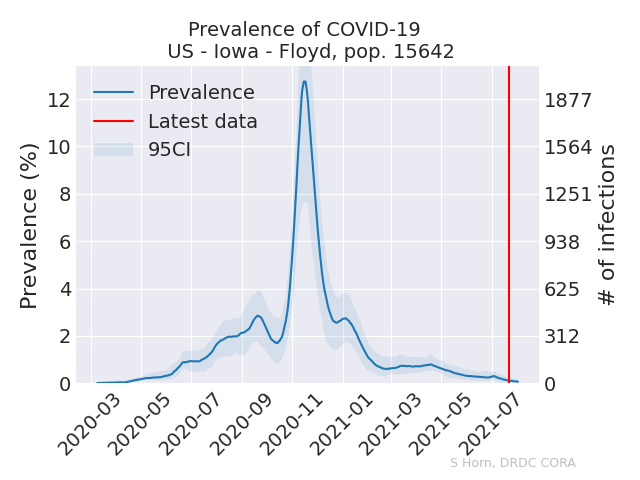 Prevalence of COVID-19
US - Iowa - Floyd, pop. 15642
Prevalence
Latest data
95CI
Prevalence (%)
12
10
8
6
4
2
0
1877
1564
1251
938
625
312
0
# of infections
2020-03
2020-05
2020-07
2020-09
2020-11
2021-01
2021-03
2021-05
2021-07
S Horn, DRDC CORA